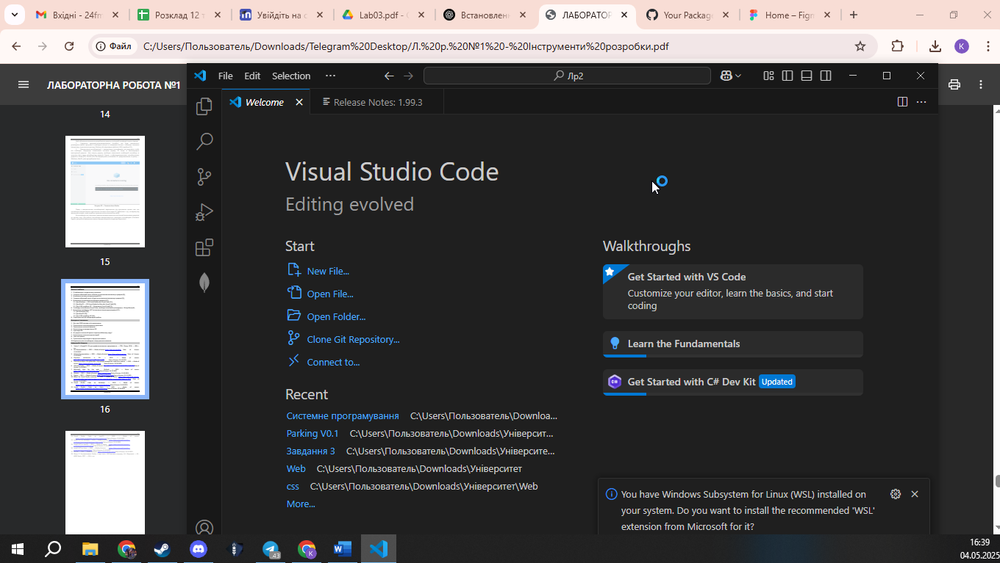 Вхідні - 24fm
Розклад 12 т
Увійдіть на с
Lab03.pdf - G
Встановлен
ЛАБОРАТОР
Your Package
Home – Figm
Файл
C:/Users/Пользователь/Downloads/Telegram%20Desktop/Л.%20р.%20№1%20-%20Інструменти%20розробки.pdf
K
ЛАБОРАТОРНА РОБОТА №1
14
15
16
File Edit Selection
Лр2
Welcome
Release Notes: 1.99.3
Visual Studio Code
Editing evolved
Start
New File...
Open File...
Open Folder...
Clone Git Repository...
Connect to...
Recent
Системне програмування C:\Users\Пользователь\Downloa...
Parking V0.1 C:\Users\Пользователь\Downloads\Університ...
Завдання 3 C:\Users\Пользователь\Downloads\Університе...
Web C:\Users\Пользователь\Downloads\Університет
css C:\Users\Пользователь\Downloads\Університет\Web
More...
Walkthroughs
Get Started with VS Code
Customize your editor, learn the basics, and start
coding
Learn the Fundamentals
Get Started with C# Dev Kit Updated
You have Windows Subsystem for Linux (WSL) installed on
your system. Do you want to install the recommended 'WSL'
extension from Microsoft for it?
43
K
16:39
04.05.2025